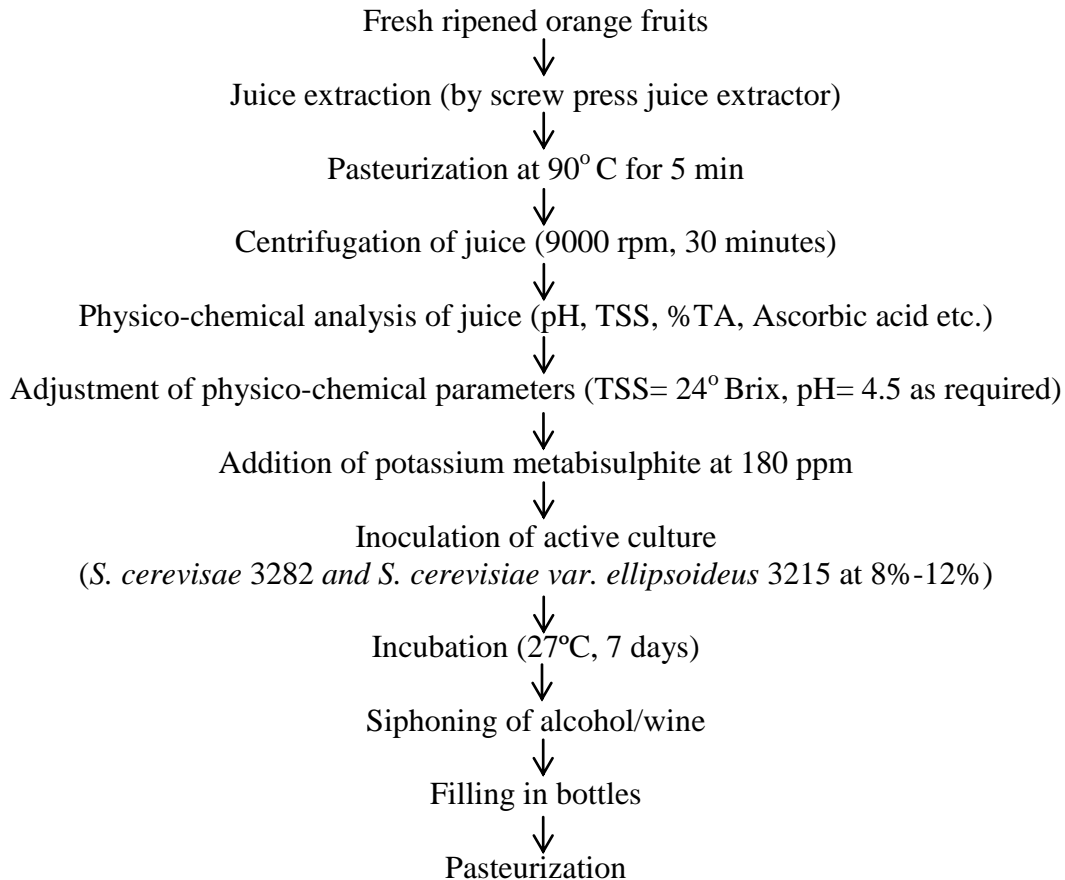 Fresh ripened orange fruits
Juice extraction (by screw press juice extractor)
Pasteurization at 90° C for 5 min
Centrifugation of juice (9000 rpm, 30 minutes)
Physico-chemical analysis of juice (pH, TSS, %TA, Ascorbic acid etc.)
Adjustment of physico-chemical parameters (TSS= 24° Brix, pH= 4.5 as required)
Addition of potassium metabisulphite at 180 ppm
Inoculation of active culture
(S. cerevisae 3282 and S. cerevisiae var. ellipsoideus 3215 at 8%-12%)
Incubation (27ºC, 7 days)
Siphoning of alcohol/wine
Filling in bottles
Pasteurization